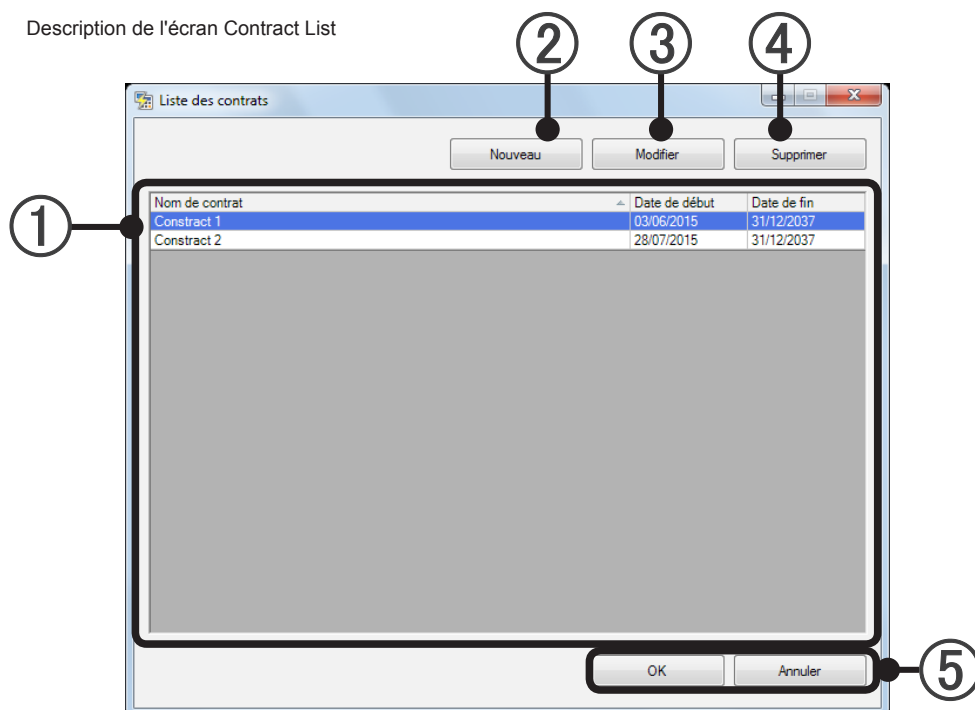 Description de l'écran Contract List
② ③ ④
Liste des contrats
Nouveau Modifier Supprimer
①
Nom de contrat Date de début Date de fin
Constract 1 03/06/2015 31/12/2037
Constract 2 28/07/2015 31/12/2037
OK Annuler
⑤